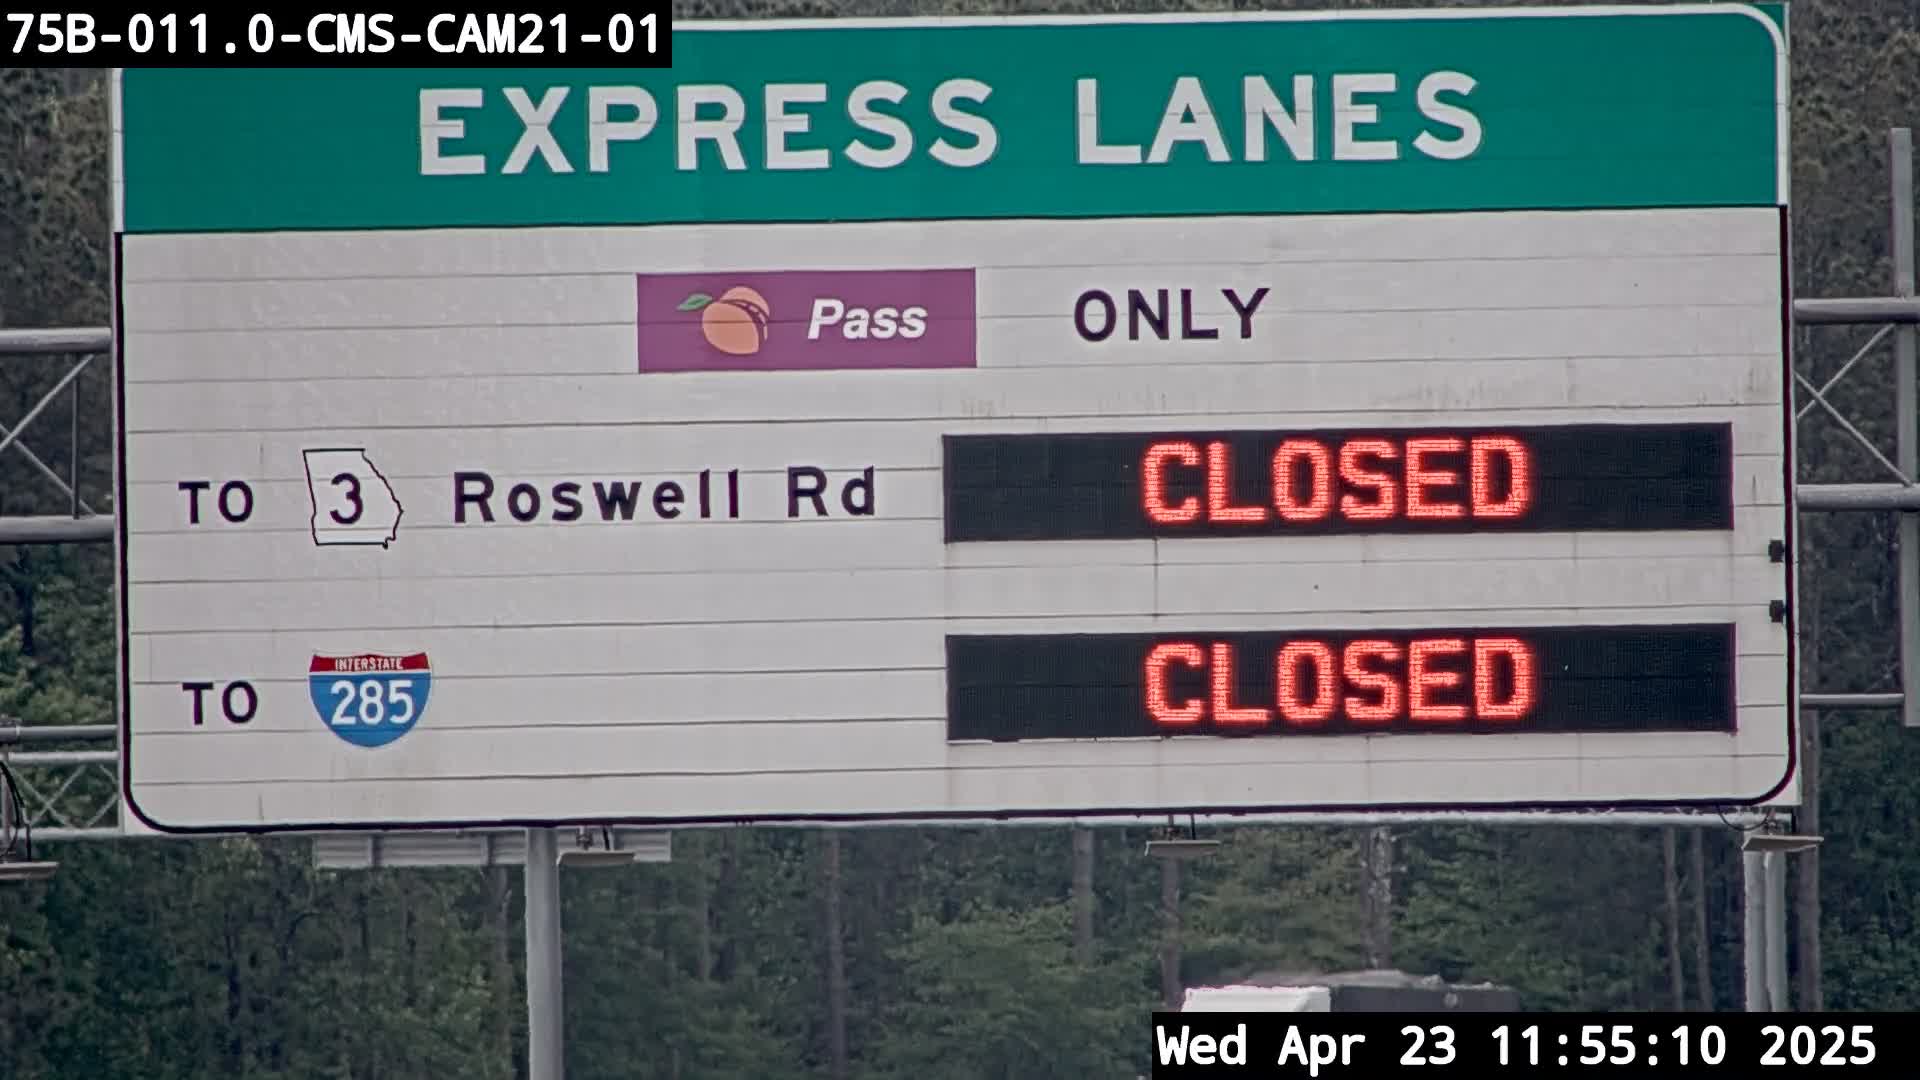 75B-011.0-CMS-CAM21-01
EXPRESS LANES
Pass ONLY
TO 3 Roswell Rd CLOSED
INTERSTATE
TO 285 CLOSED
Wed Apr 23 11:55:10 2025